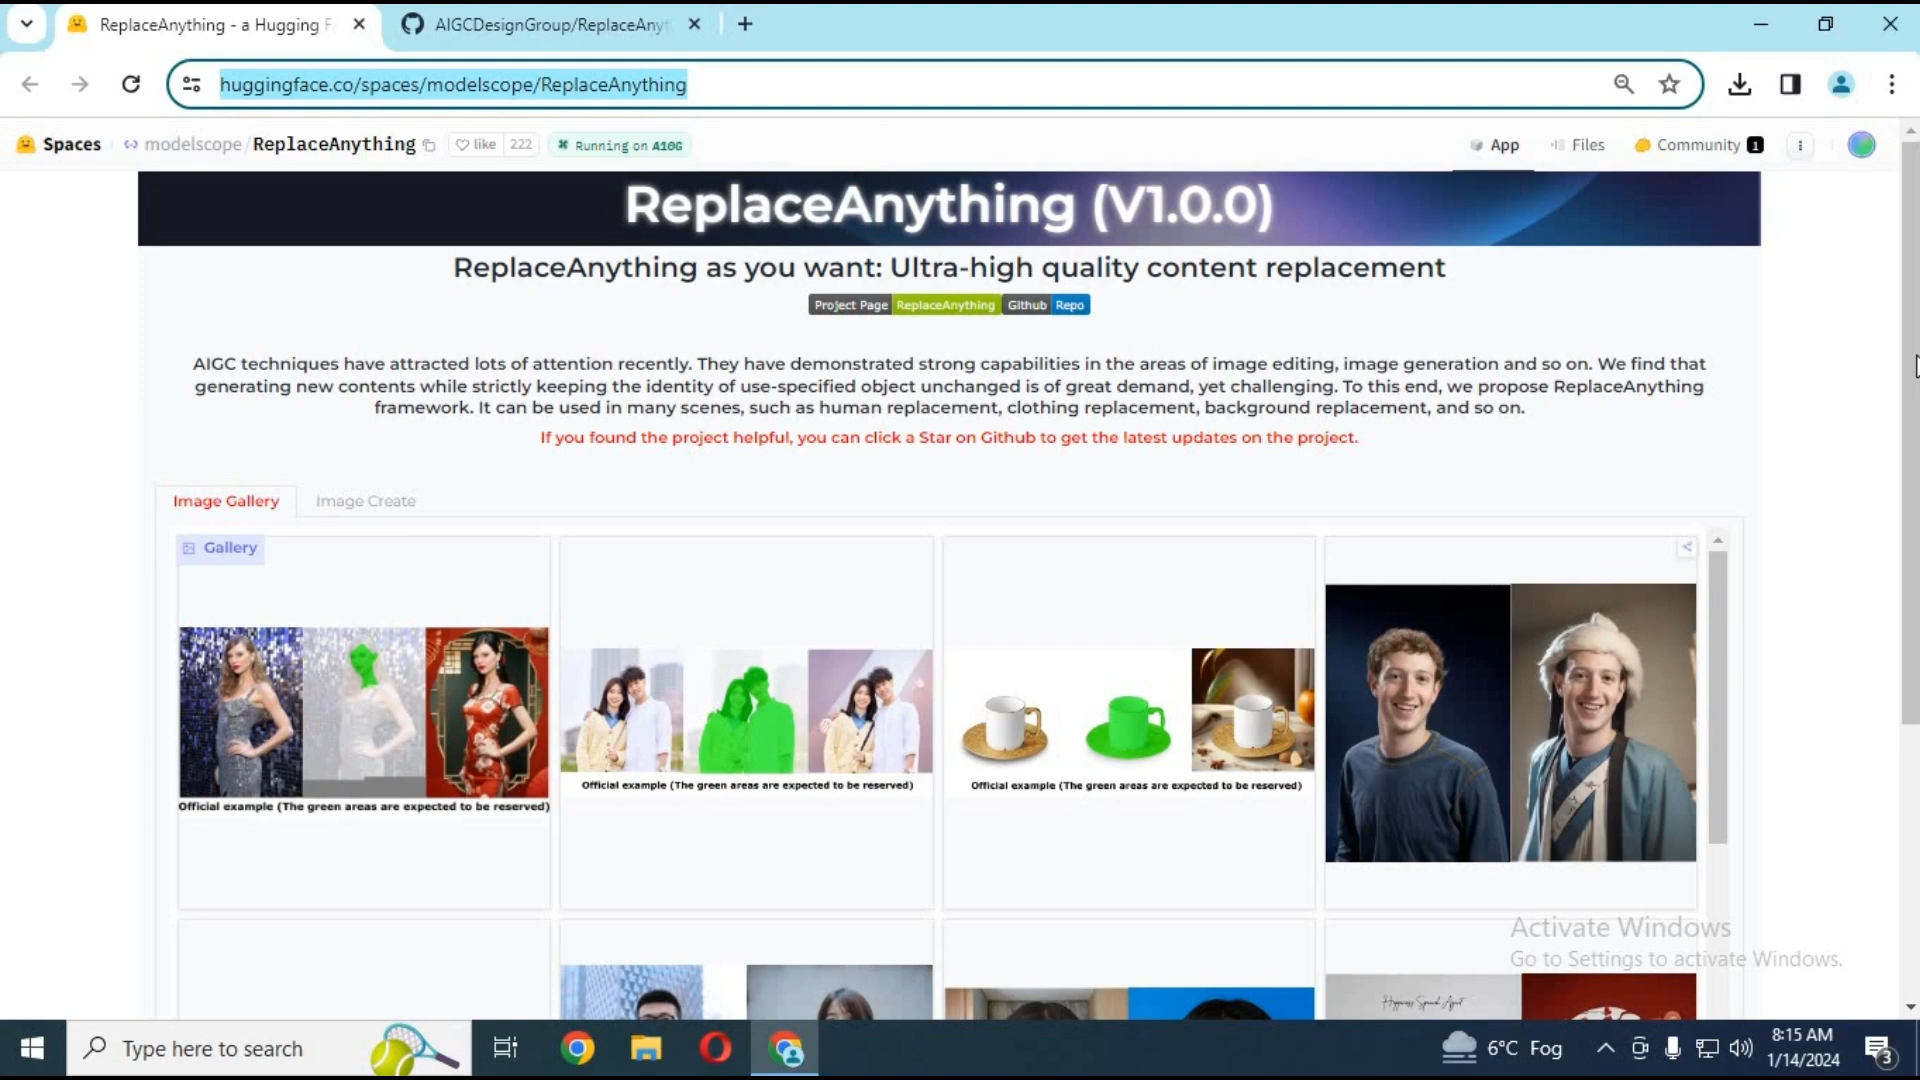 ReplaceAnything - a Hugging F
AIGCDesignGroup/ReplaceAnyt
huggingface.co/spaces/modelscope/ReplaceAnything
Spaces
modelscope/ReplaceAnything
like 222
Running on A10G
App
Files
Community 1
ReplaceAnything (V1.0.0)
ReplaceAnything as you want: Ultra-high quality content replacement
Project Page ReplaceAnything Github Repo
AIGC techniques have attracted lots of attention recently. They have demonstrated strong capabilities in the areas of image editing, image generation and so on. We find that
generating new contents while strictly keeping the identity of use-specified object unchanged is of great demand, yet challenging. To this end, we propose ReplaceAnything
framework. It can be used in many scenes, such as human replacement, clothing replacement, background replacement, and so on.
If you found the project helpful, you can click a Star on Github to get the latest updates on the project.
Image Gallery
Image Create
Gallery
Official example (The green areas are expected to be reserved)
Official example (The green areas are expected to be reserved)
Official example (The green areas are expected to be reserved)
Activate Windows
Go to Settings to activate Windows.
Type here to search
6°C Fog
8:15 AM
1/14/2024
3